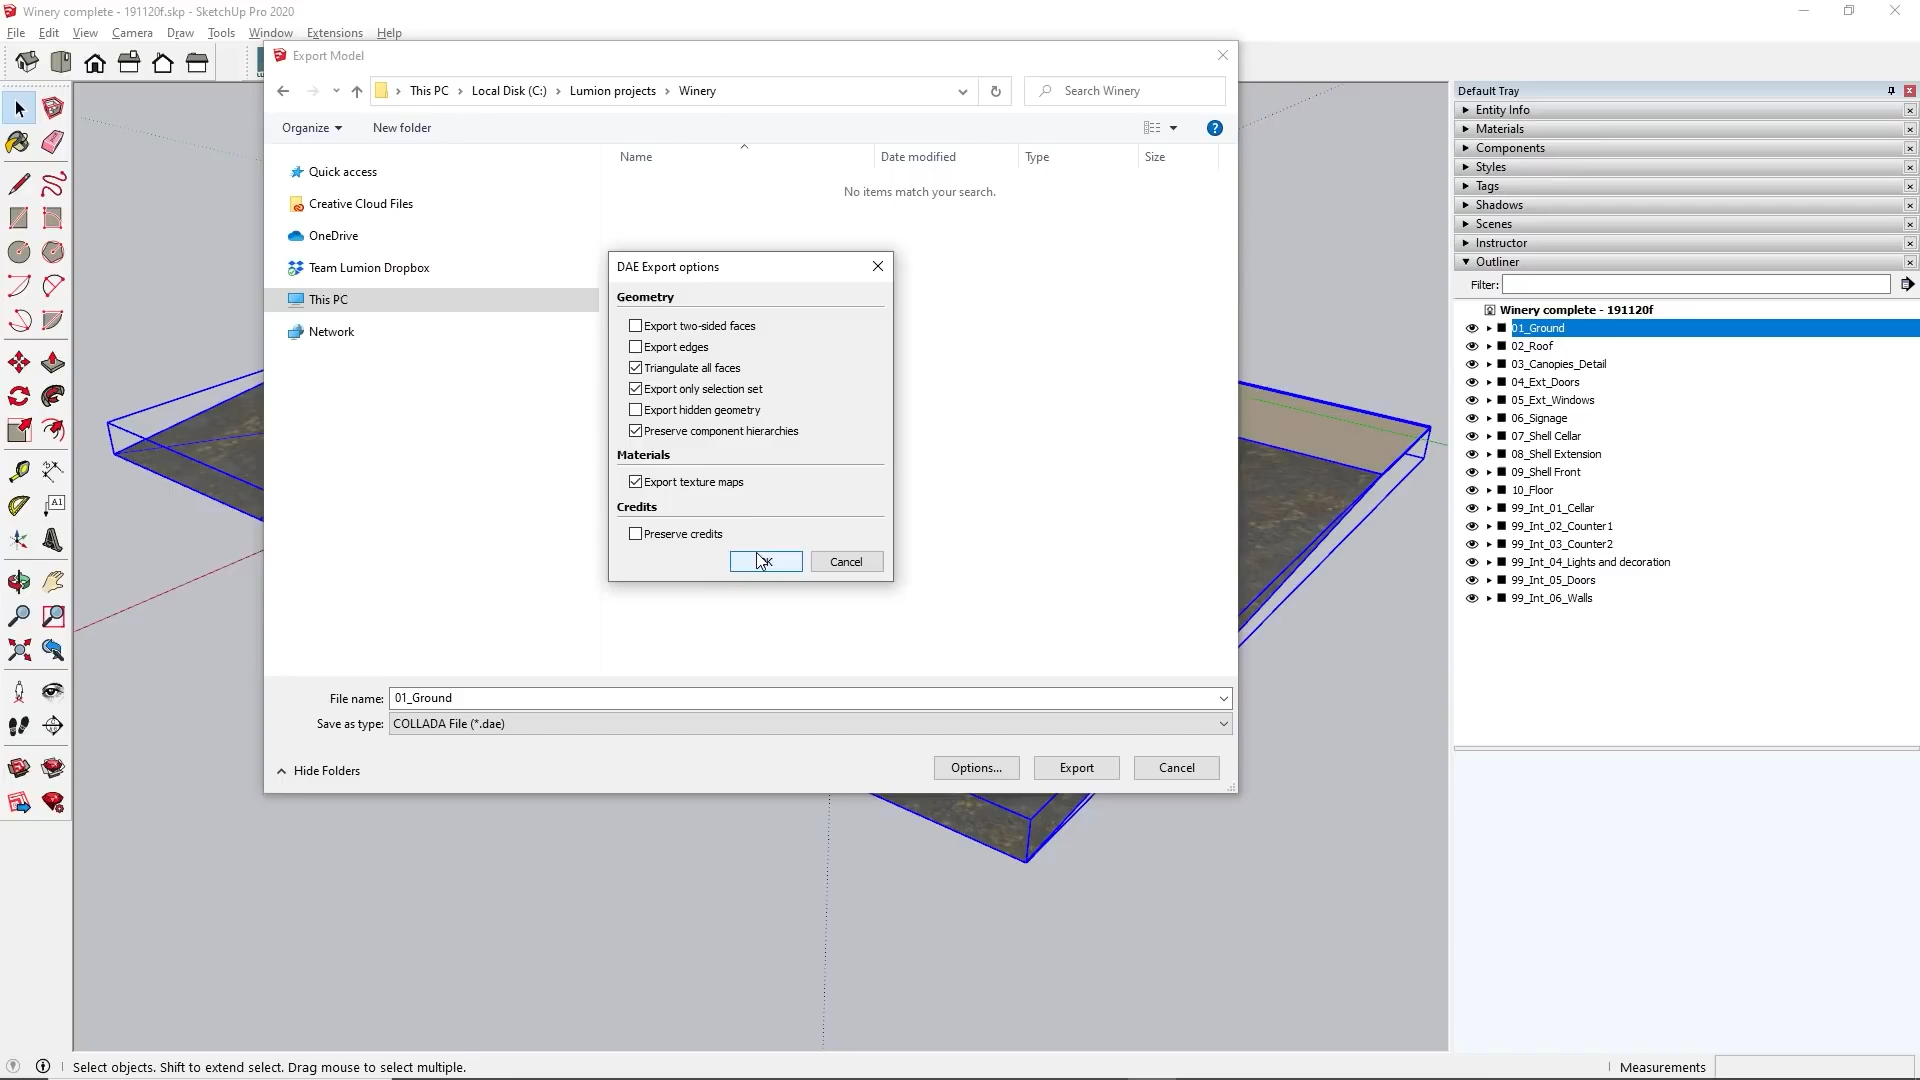 Winery complete - 191120f.skp - SketchUp Pro 2020
File Edit View Camera Draw Tools Window Extensions Help
Export Model
This PC Local Disk (C:) Lumion projects Winery
Search Winery
Organize New folder
?
Quick access
Creative Cloud Files
OneDrive
Team Lumion Dropbox
This PC
Network
Name Date modified Type Size
No items match your search.
DAE Export options
Geometry
Export two-sided faces
Export edges
Triangulate all faces
Export only selection set
Export hidden geometry
Preserve component hierarchies
Materials
Export texture maps
Credits
Preserve credits
Cancel
File name: 01_Ground
Save as type: COLLADA File (*.dae)
Hide Folders
Options... Export Cancel
A1
Default Tray
Entity Info
Materials
Components
Styles
Tags
Shadows
Scenes
Instructor
Outliner
Filter:
Winery complete - 191120f
01_Ground
02_Roof
03_Canopies_Detail
04_Ext_Doors
05_Ext_Windows
06_Signage
07_Shell Cellar
08_Shell Extension
09_Shell Front
10_Floor
99_Int_01_Cellar
99_Int_02_Counter1
99_Int_03_Counter2
99_Int_04_Lights and decoration
99_Int_05_Doors
99_Int_06_Walls
Select objects. Shift to extend select. Drag mouse to select multiple.
Measurements